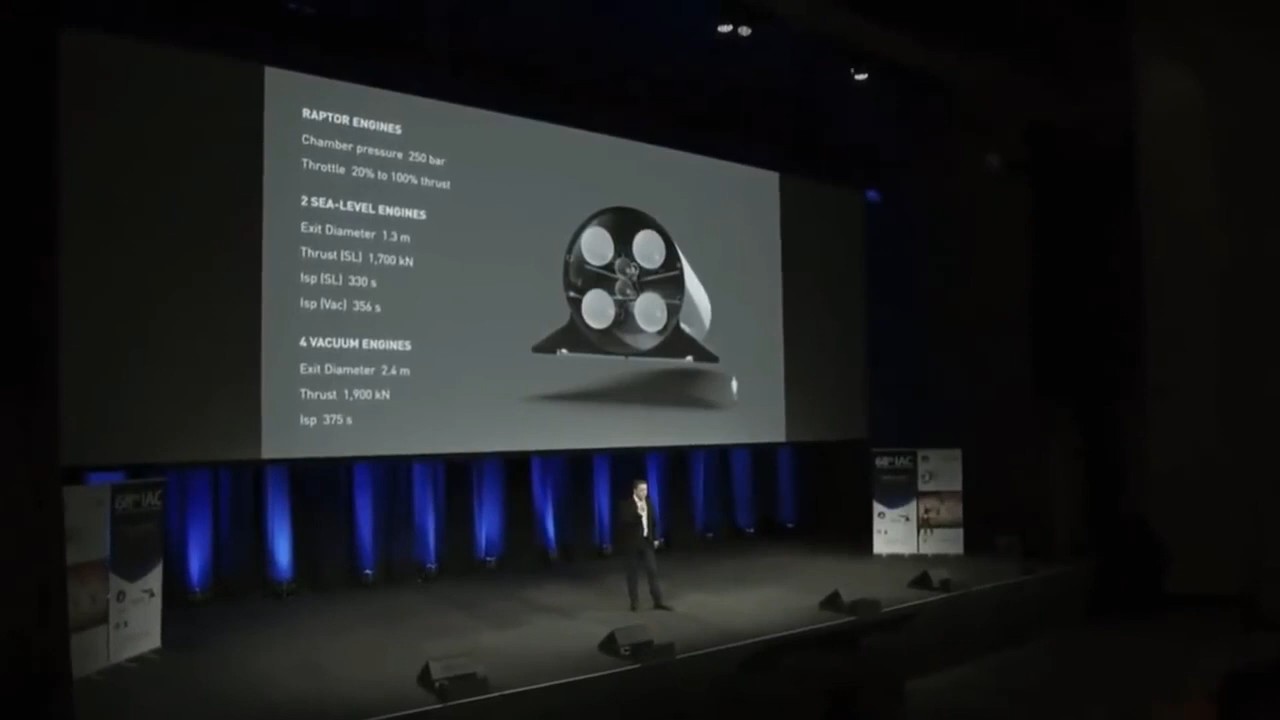 RAPTOR ENGINES
Chamber pressure 250 bar
Throttle 20% to 100% thrust
2 SEA-LEVEL ENGINES
Exit Diameter 1.3 m
Thrust (SL) 1,700 kN
Isp (SL) 330 s
Isp (Vac) 356 s
4 VACUUM ENGINES
Exit Diameter 2.4 m
Thrust 1,900 kN
Isp 375 s
68th IAC
68th IAC